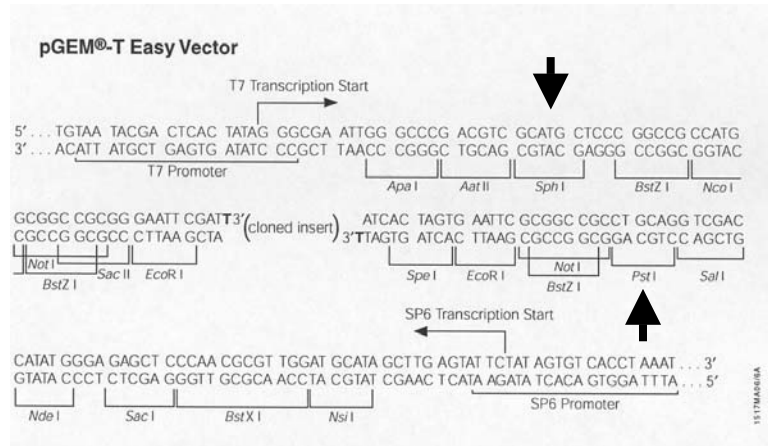 pGEM®-T Easy Vector
T7 Transcription Start
5′ ... TGTAA TACGA CTCAC TATAG GGCGA ATTGG GCCCG ACGTC GCATG CTCCC GGCCG CCATG
3′ ... ACATT ATGCT GAGTG ATATC CCGCT TAACC CGGGC TGCAG CGTAC GAGGG CCGGC GGTAC
T7 Promoter
Apa I Aat II Sph I BstZ I Nco I
GCGGC CGCGG GAATT CGATT3′ (cloned insert) ATCAC TAGTG AATTC GCGGC CGCCT GCAGG TCGAC
CGCCG GCGCC CTTAA GCTA 3′TTAGTG ATCAC TTAAG CGCCG GCGGA CGTCC AGCTG
Not I Sac II EcoR I Spe I EcoR I Not I Pst I Sal I
BstZ I BstZ I
SP6 Transcription Start
CATAT GGGA GAGCT CCCAA CGCGT TGGAT GCATA GCTTG AGTAT TCTAT AGTGT CACCT AAAT ... 3′
GTATA CCCT CTCGA GGGTT GCGCA ACCTA CGTAT CGAAC TCATA AGATA TCACA GTGGA TTTA ... 5′
SP6 Promoter
Nde I Sac I BstX I Nsi I
1517MA06/6A